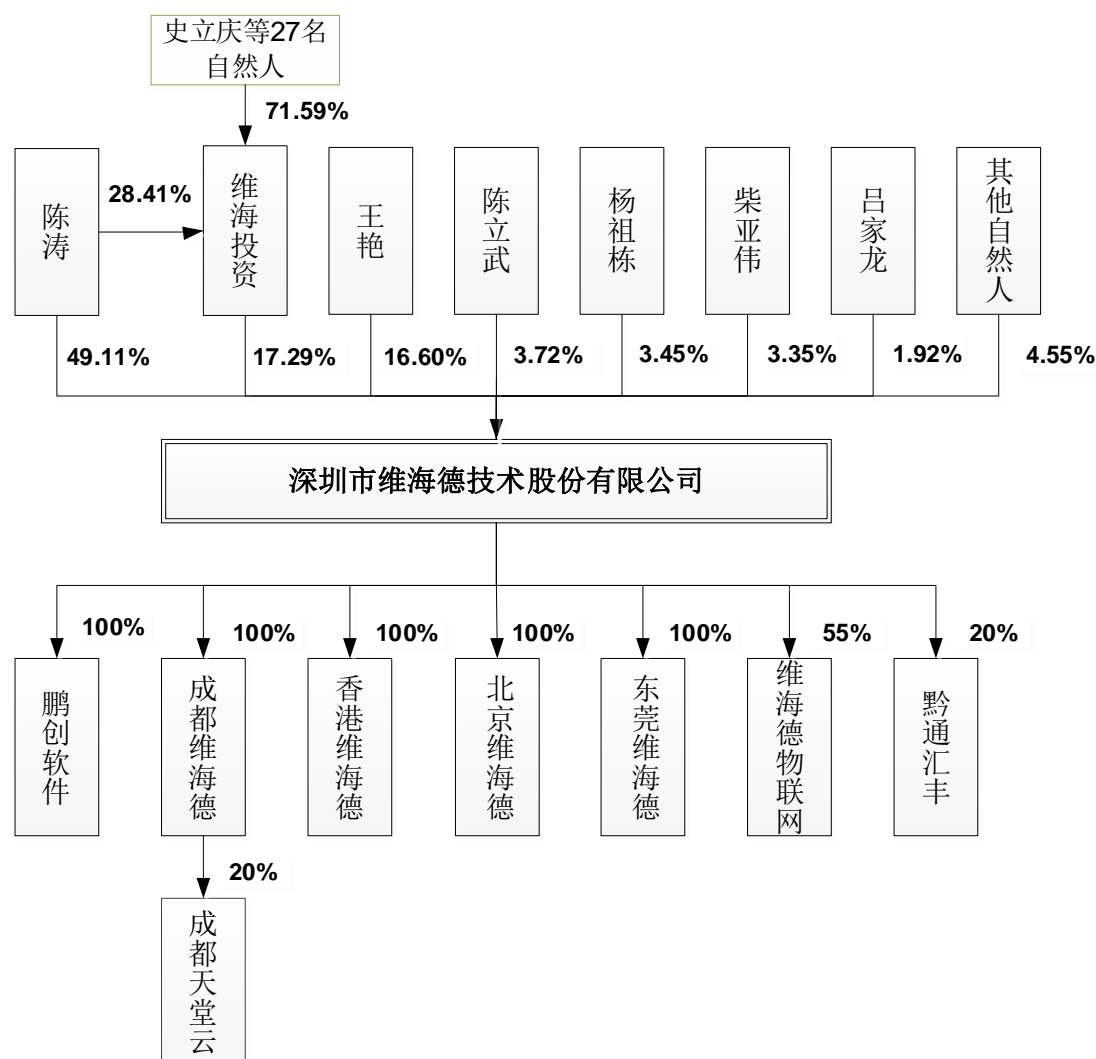 史立庆等27名
自然人
71.59%
陈涛
28.41%
维海投资
王艳
陈立武
杨祖栋
柴亚伟
吕家龙
其他自然人
49.11%
17.29%
16.60%
3.72%
3.45%
3.35%
1.92%
4.55%
深圳市维海德技术股份有限公司
100%
100%
100%
100%
100%
55%
20%
鹏创软件
成都维海德
香港维海德
北京维海德
东莞维海德
维海德物联网
黔通汇丰
20%
成都天堂云